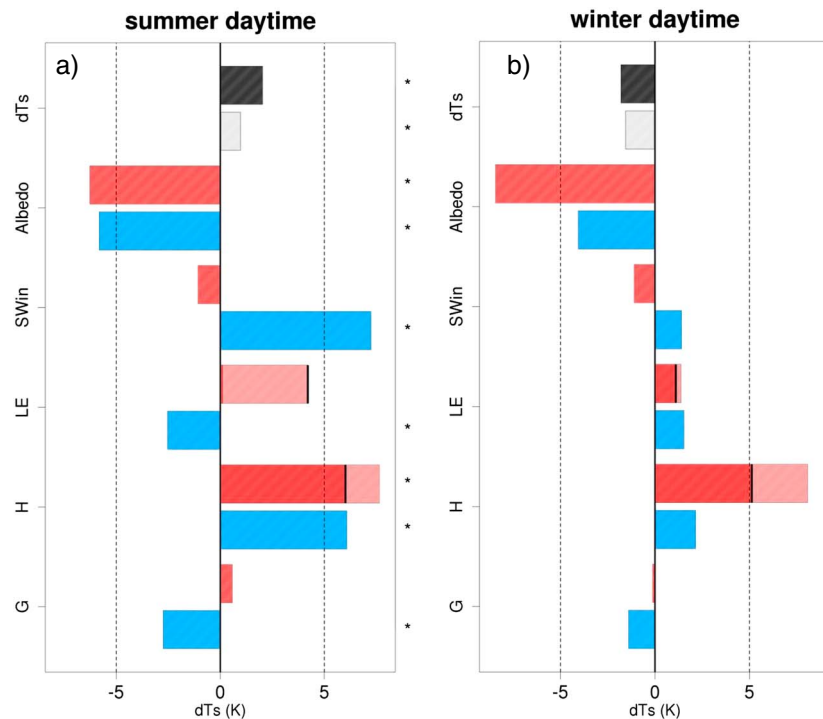 summer daytime
a)
dTs
Albedo
SWin
LE
H
G
*
*
*
*
*
*
*
*
*
-5
0
5
dTs (K)
winter daytime
b)
dTs
Albedo
SWin
LE
H
G
-5
0
5
dTs (K)